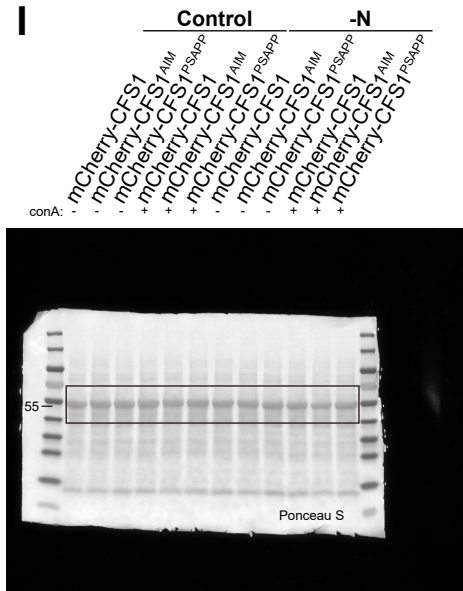 I
Control -N
mCherry-CFS1
mCherry-CFS1AIM
mCherry-CFS1PSAPP
mCherry-CFS1
mCherry-CFS1AIM
mCherry-CFS1PSAPP
mCherry-CFS1
mCherry-CFS1AIM
mCherry-CFS1PSAPP
mCherry-CFS1
mCherry-CFS1AIM
mCherry-CFS1PSAPP
conA: - - - + + + - - - + + +
55
Ponceau S